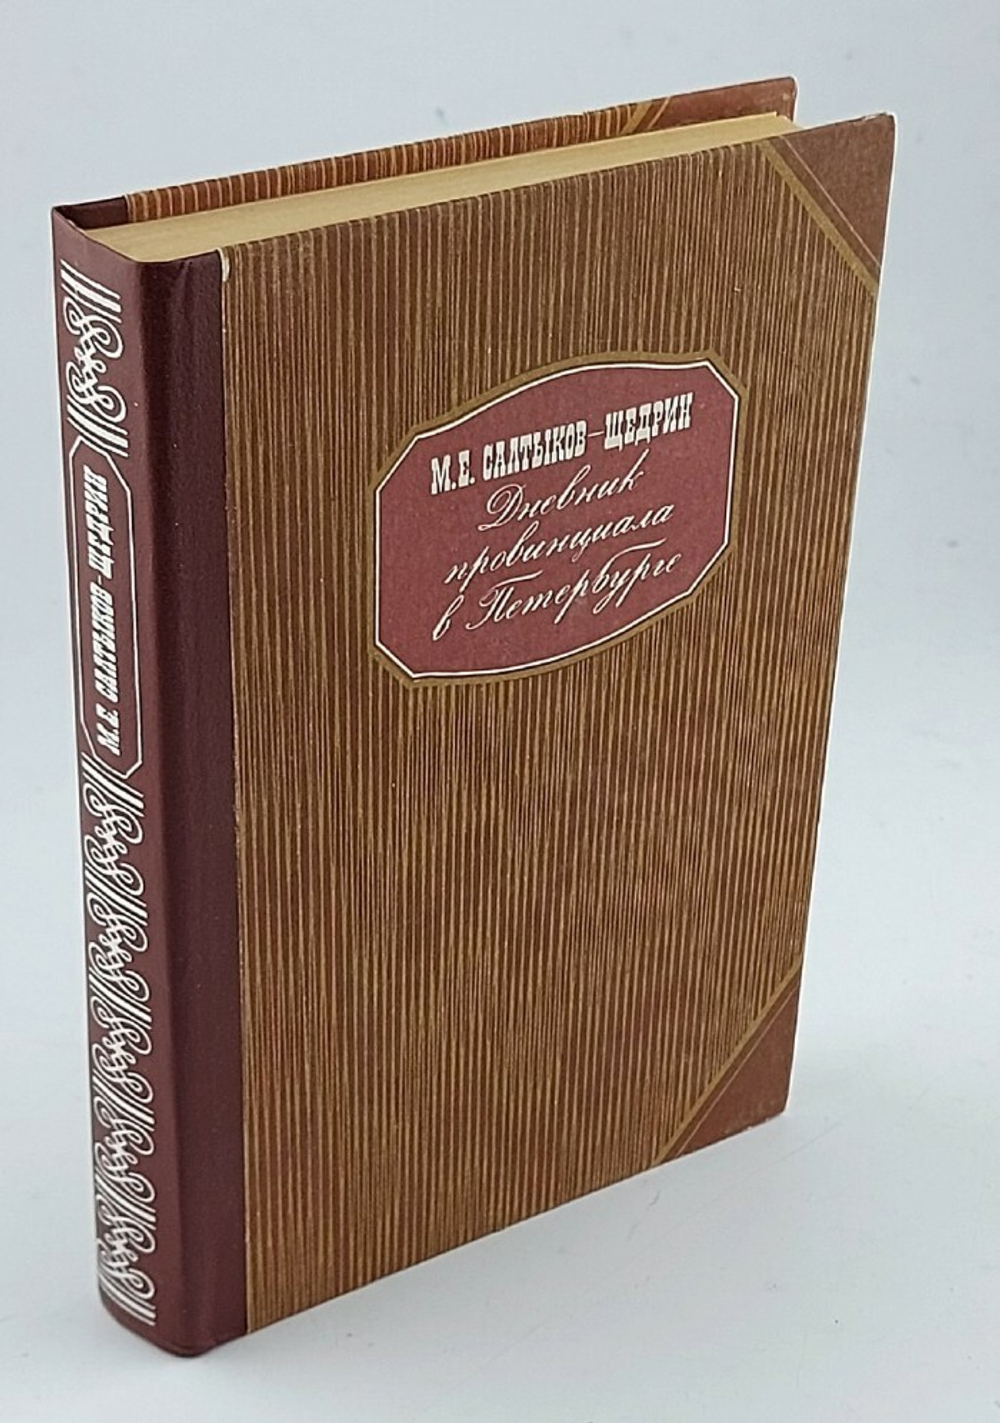 М.Е. САЛТЫКОВ–ЩЕДРИН
Дневник
провинциала
в Петербурге
М.Е. САЛТЫКОВ–ЩЕДРИН